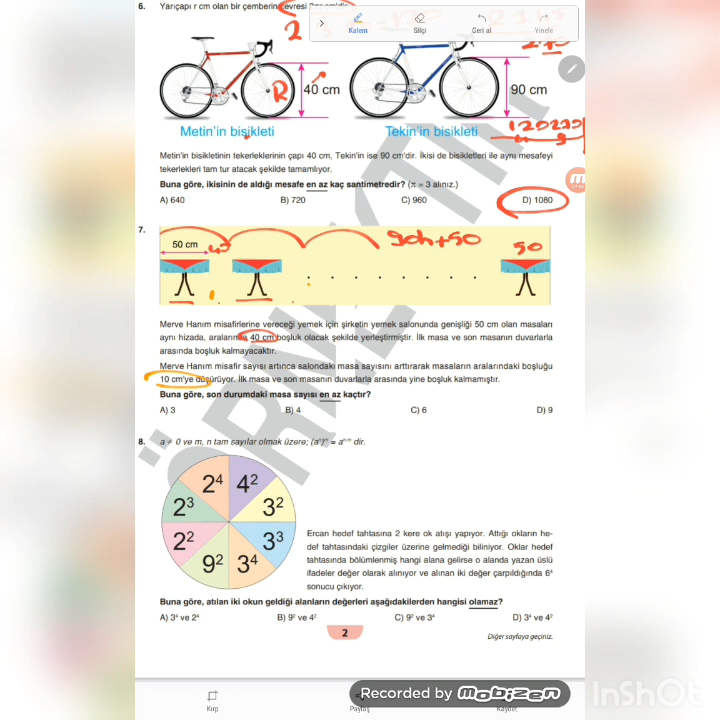 6. Yarıçapı r cm olan bir çemberin çevresi
Kalem
Silgi
Geri al
Yinele
2
R
40 cm
90 cm
Metin'in bisikleti
Tekin'in bisikleti
Metin'in bisikletinin tekerleklerinin çapı 40 cm, Tekin'in ise 90 cm'dir. İkisi de bisikletleri ile aynı mesafeyi
tekerlekleri tam tur atacak şekilde tamamlıyor.
Buna göre, ikisinin de aldığı mesafe en az kaç santimetredir? (π = 3 alınız.)
A) 640 B) 720 C) 960 D) 1080
7.
50 cm 40 90k+50 50
Merve Hanım misafirlerine vereceği yemek için şirketin yemek salonunda genişliği 50 cm olan masaları
aynı hizada, aralarında 40 cm boşluk olacak şekilde yerleştirmiştir. İlk masa ve son masanın duvarlarla
arasında boşluk kalmayacaktır.
Merve Hanım misafir sayısı artınca salondaki masa sayısını arttırarak masaların aralarındaki boşluğu
10 cm'ye düşürüyor. İlk masa ve son masanın duvarlarla arasında yine boşluk kalmamıştır.
Buna göre, son durumdaki masa sayısı en az kaçtır?
A) 3 B) 4 C) 6 D) 9
8. a ≠ 0 ve m, n tam sayılar olmak üzere; (aⁿ)ᵐ = aⁿ·ᵐ dir.
2⁴ 4²
2³ 3²
2² 3³
9² 3⁴
Ercan hedef tahtasına 2 kere ok atışı yapıyor. Attığı okların he-
def tahtasındaki çizgiler üzerine gelmediği biliniyor. Oklar hedef
tahtasında bölümlenmiş hangi alana gelirse o alanda yazan üslü
ifadeler değer olarak alınıyor ve alınan iki değer çarpıldığında 6⁴
sonucu çıkıyor.
Buna göre, atılan iki okun geldiği alanların değerleri aşağıdakilerden hangisi olamaz?
A) 3⁴ ve 2⁴ B) 9² ve 4² C) 9² ve 3⁴ D) 3⁴ ve 4²
2
Diğer sayfaya geçiniz.
ÖRNEKTİR
Kırp
Paylaş
Kaydet
Recorded by mobizen
InShOt